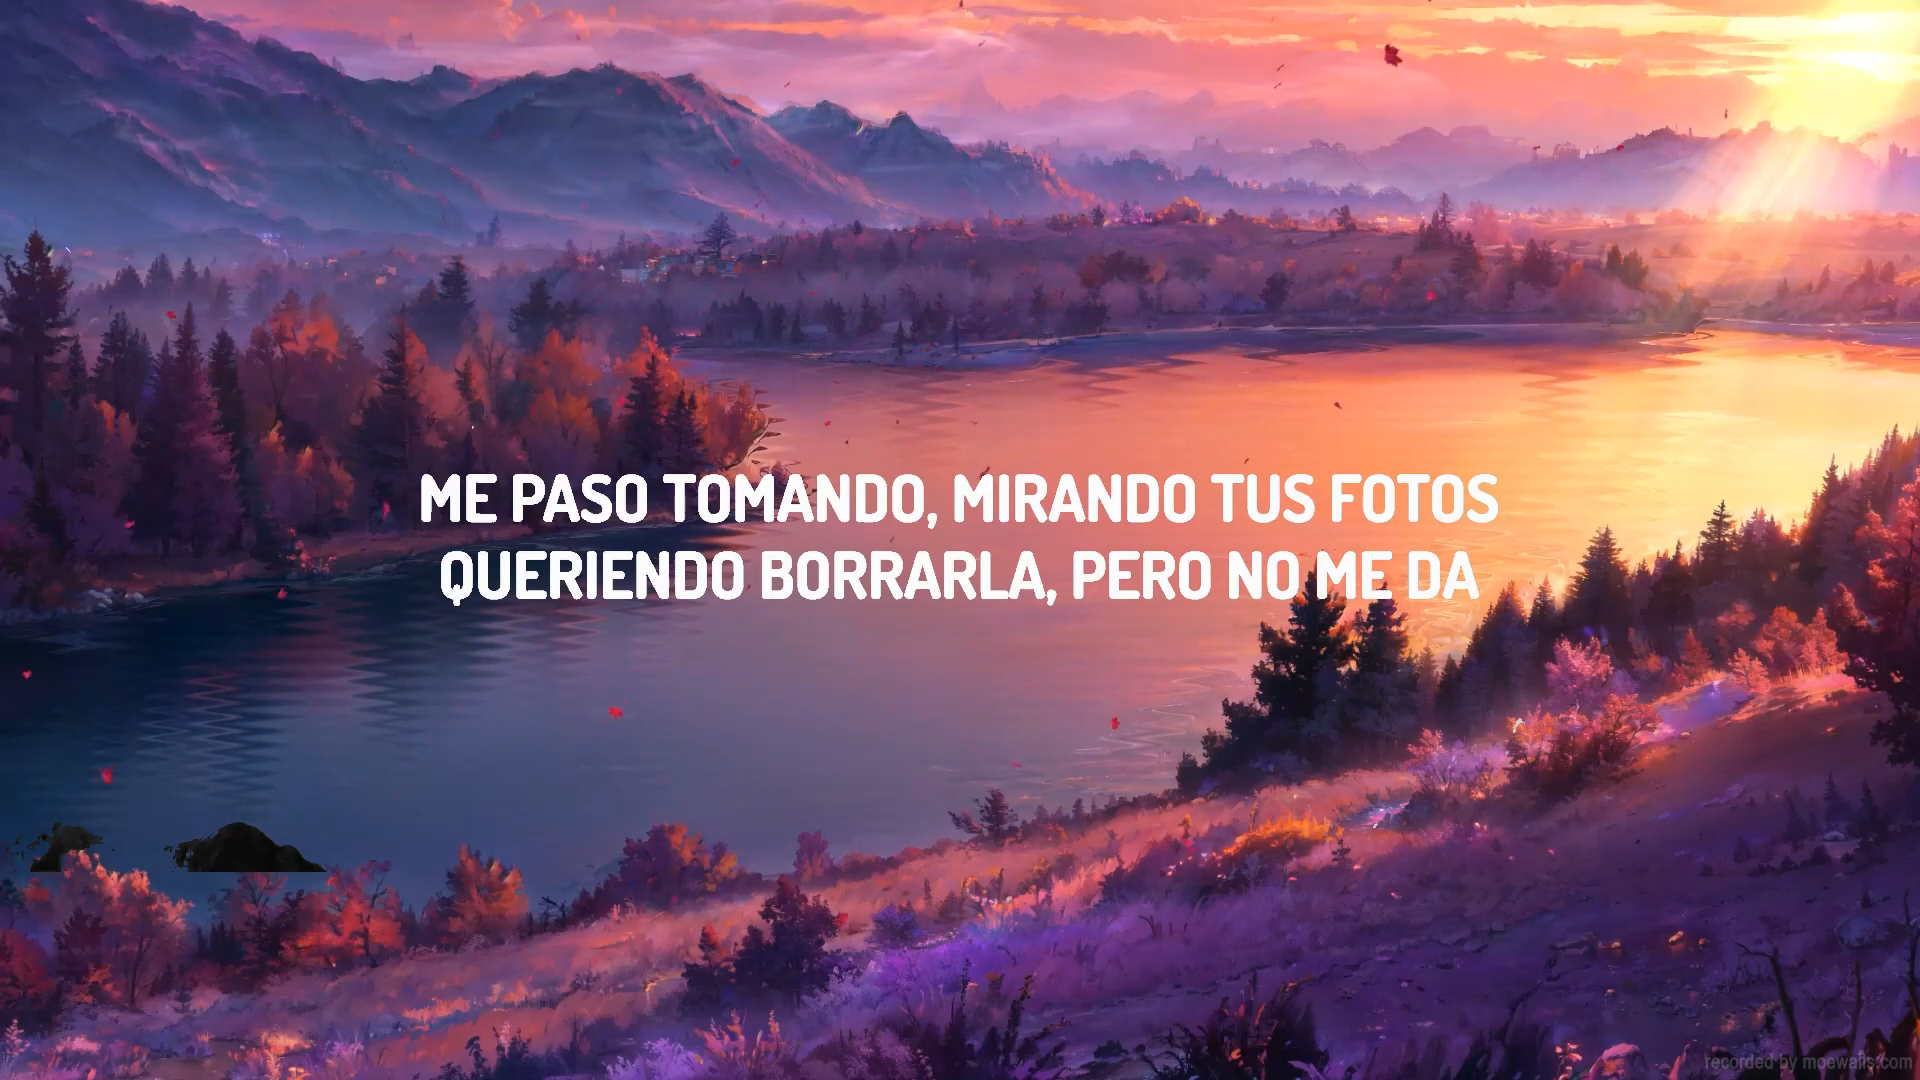 ME PASO TOMANDO, MIRANDO TUS FOTOS
QUERIENDO BORRARLA, PERO NO ME DA
recorded by moewalls.com